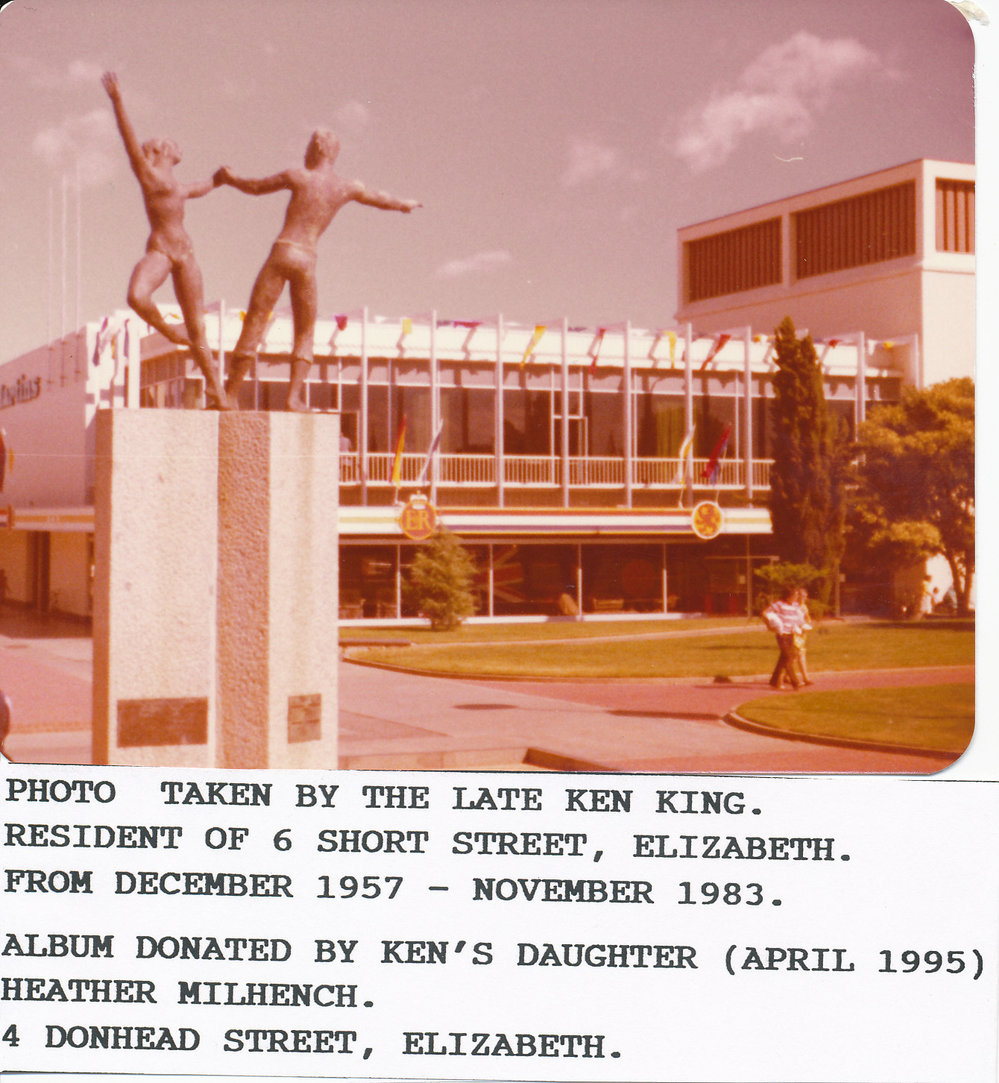 ER
PHOTO TAKEN BY THE LATE KEN KING.
RESIDENT OF 6 SHORT STREET, ELIZABETH.
FROM DECEMBER 1957 – NOVEMBER 1983.
ALBUM DONATED BY KEN'S DAUGHTER (APRIL 1995)
HEATHER MILHENCH.
4 DONHEAD STREET, ELIZABETH.